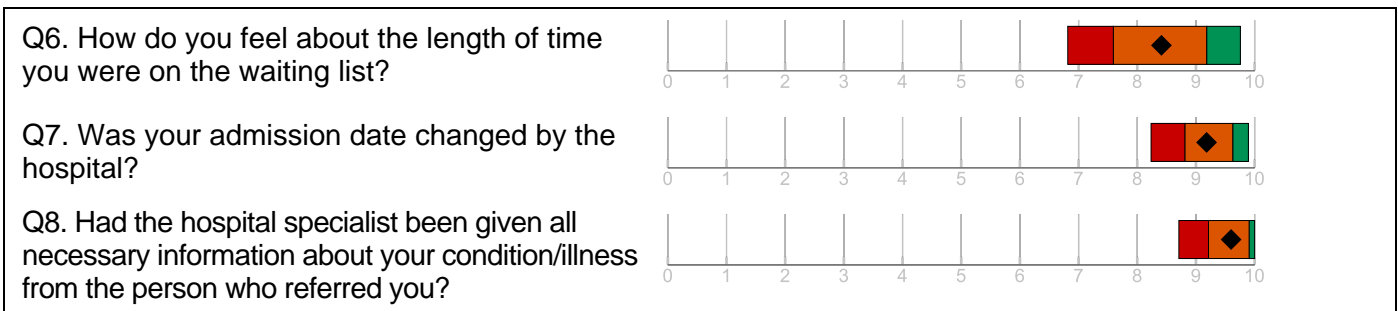 Q6. How do you feel about the length of time
you were on the waiting list?
0 1 2 3 4 5 6 7 8 9 10
Q7. Was your admission date changed by the
hospital?
0 1 2 3 4 5 6 7 8 9 10
Q8. Had the hospital specialist been given all
necessary information about your condition/illness
from the person who referred you?
0 1 2 3 4 5 6 7 8 9 10